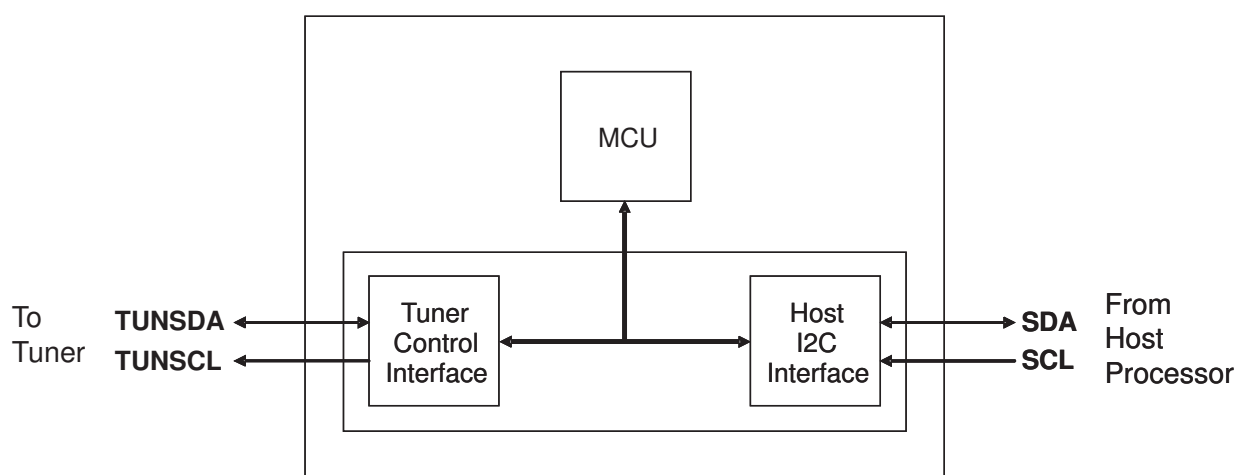 MCU
To
Tuner
TUNSDA
TUNSCL
Tuner
Control
Interface
Host
I2C
Interface
SDA
SCL
From
Host
Processor